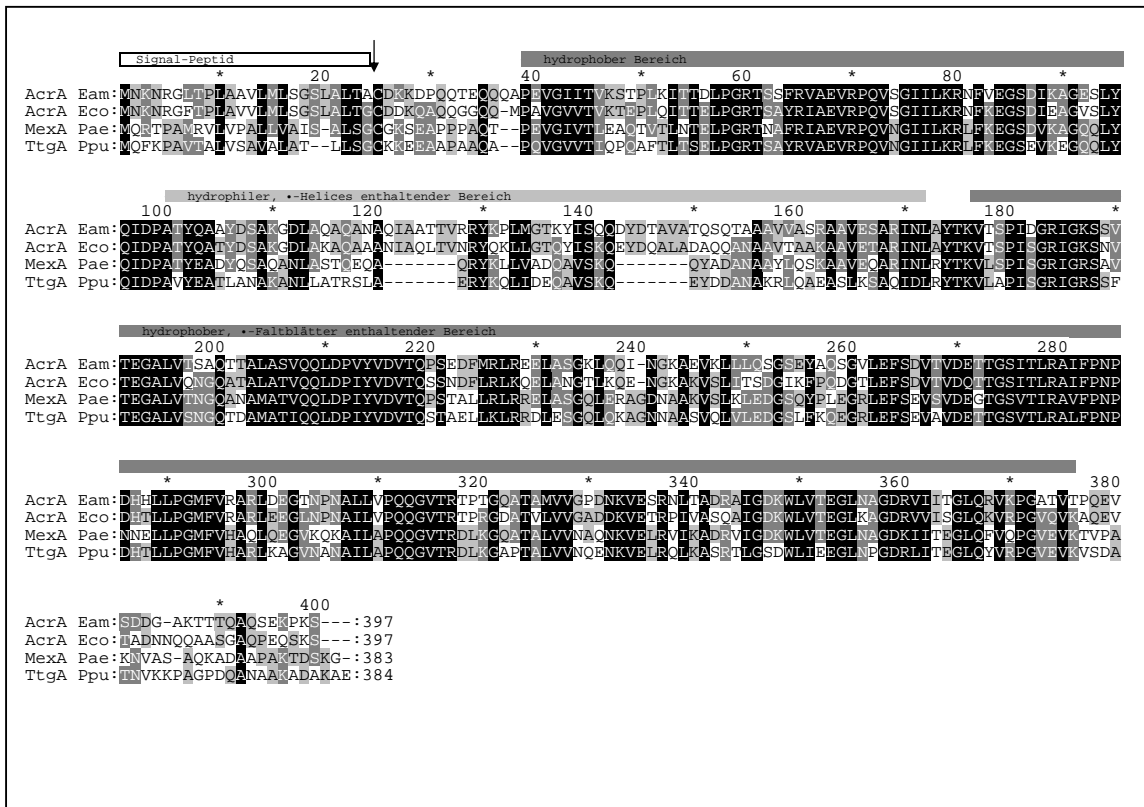 Signal-Peptid hydrophober Bereich
* 20 * 40 * 60 * 80 *
AcrA Eam:MNKNRGLTPLAAVLMLSGSLALTACDKKDPQQTEQQQAPEVGIITVKSTPLKITTDLPGRTSSFRVAEVRPQVSGIILKRNFVEGSDIKAGESLY
AcrA Eco:MNKNRGFTPLAVVLMLSGSLALTGCDDKQAQQGGQQ-MPAVGVVTVKTEPLQITTELPGRTSAYRIAEVRPQVSGIILKRNFKEGSDIEAGVSLY
MexA Pae:MQRTPAMRVLVPALLVAIS-ALSGCGKSEAPPPAQT--PEVGIVTLEAQTVTLNTELPGRTNAFRIAEVRPQVNGIILKRLFKEGSDVKAGQQLY
TtgA Ppu:MQFKPAVTALVSAVALAT--LLSGCKKEEAAPAAQA--PQVGVVTIQPQAFTLTSELPGRTSAYRVAEVRPQVNGIILKRLFKEGSEVKEGQQLY
hydrophiler, •-Helices enthaltender Bereich
100 * 120 * 140 * 160 * 180 *
AcrA Eam:QIDPATYQAAYDSAKGDLAQAQANAQIAATTVRRYKPLMGTKYISQQDYDTAVATQSQTAAAVVASRAAVESARINLAYTKVTSPIDGRIGKSSV
AcrA Eco:QIDPATYQATYDSAKGDLAKAQAAANIAQLTVNRYQKLLGTQYISKQEYDQALADAQQANAAVTAAKAAVETARINLAYTKVTSPISGRIGKSNV
MexA Pae:QIDPATYEADYQSAQANLASTQEQA-------QRYKLLVADQAVSKQ-------QYADANAAYLQSKAAVEQARINLRYTKVLSPISGRIGRSAV
TtgA Ppu:QIDPAVYEATLANAKANLLATRSLA-------ERYKQLIDEQAVSKQ-------EYDDANAKRLQAEASLKSAQIDLRYTKVLAPISGRIGRSSF
hydrophober, •-Faltblätter enthaltender Bereich
200 * 220 * 240 * 260 * 280
AcrA Eam:TEGALVTSAQTTALASVQQLDPVYVDVTQPSEDFMRLREELASGKLQQI-NGKAEVKLLLQSGSEYAQSGVLEFSDVTVDETTGSITLRAIFPNP
AcrA Eco:TEGALVQNGQATALATVQQLDPIYVDVTQSSNDFLRLKQELANGTLKQE-NGKAKVSLITSDGIKFPQDGTLEFSDVTVDQTTGSITLRAIFPNP
MexA Pae:TEGALVTNGQANAMATVQQLDPIYVDVTQPSTALLRLRRELASGQLERAGDNAAKVSLKLEDGSQYPLEGRLEFSEVSVDEGTGSVTIRAVFPNP
TtgA Ppu:TEGALVSNGQTDAMATIQQLDPIYVDVTQSTAELLKLRRDLESGQLQKAGNNAASVQLVLEDGSLFKQEGRLEFSEVAVDETTGSVTLRALFPNP
* 300 * 320 * 340 * 360 * 380
AcrA Eam:DHHLLPGMFVRARLDEGTNPNALLVPQQGVTRTPTGQATAMVVGPDNKVESRNLTADRAIGDKWLVTEGLNAGDRVIITGLQRVKPGATVTPQEV
AcrA Eco:DHTLLPGMFVRARLEEGLNPNAILVPQQGVTRTPRGDATVLVVGADDKVETRPIVASQAIGDKWLVTEGLKAGDRVVISGLQKVRPGVQVKAQEV
MexA Pae:NNELLPGMFVHAQLQEGVKQKAILAPQQGVTRDLKGQATALVVNAQNKVELRVIKADRVIGDKWLVTEGLNAGDKIITEGLQFVQPGVEVKTVPA
TtgA Ppu:DHTLLPGMFVHARLKAGVNANAILAPQQGVTRDLKGAPTALVVNQENKVELRQLKASRTLGSDWLIEEGLNPGDRLITEGLQYVRPGVEVKVSDA
* 400
AcrA Eam:SDDG-AKTTTQAQSEKPKS---:397
AcrA Eco:TADNNQQAASGAQPEQSKS---:397
MexA Pae:KNVAS-AQKADAAPAKTDSKG-:383
TtgA Ppu:TNVKKPAGPDQANAAKADAKAE:384